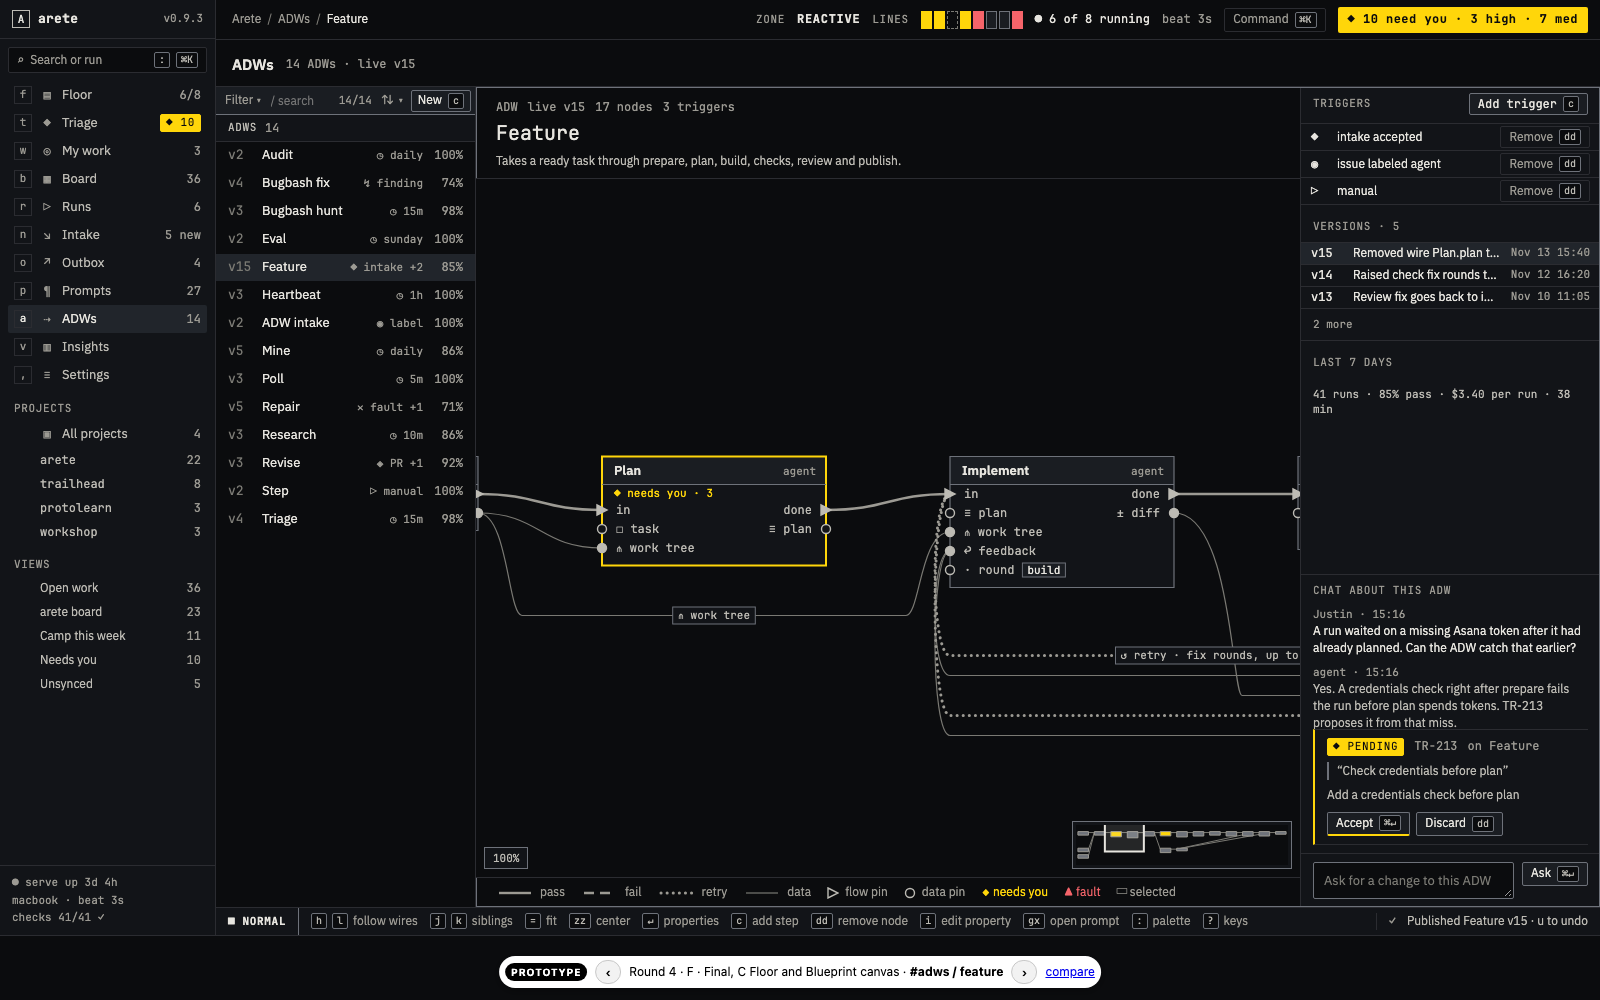 A arete v0.9.3
Arete / ADWs / Feature
ZONE REACTIVE LINES 6 of 8 running beat 3s Command ⌘K ◆ 10 need you · 3 high · 7 med
Search or run : ⌘K
f Floor 6/8
t Triage ◆ 10
w My work 3
b Board 36
r Runs 6
n Intake 5 new
o Outbox 4
p Prompts 27
a ADWs 14
v Insights
, Settings
PROJECTS
All projects 4
arete 22
trailhead 8
protolearn 3
workshop 3
VIEWS
Open work 36
arete board 23
Camp this week 11
Needs you 10
Unsynced 5
serve up 3d 4h
macbook · beat 3s
checks 41/41 ✓
ADWs 14 ADWs · live v15
Filter / search 14/14 New c
ADWS 14
v2 Audit daily 100%
v4 Bugbash fix finding 74%
v3 Bugbash hunt 15m 98%
v2 Eval sunday 100%
v15 Feature ◆ intake +2 85%
v3 Heartbeat 1h 100%
v2 ADW intake label 100%
v5 Mine daily 86%
v3 Poll 5m 100%
v5 Repair × fault +1 71%
v3 Research 10m 86%
v3 Revise ◆ PR +1 92%
v2 Step ▷ manual 100%
v4 Triage 15m 98%
ADW live v15 17 nodes 3 triggers
Feature
Takes a ready task through prepare, plan, build, checks, review and publish.
Plan agent
◆ needs you · 3
in done
task plan
work tree
work tree
Implement agent
in done
plan ± diff
work tree
feedback
· round build
↺ retry · fix rounds, up to
100%
pass fail retry data flow pin data pin needs you fault selected
TRIGGERS Add trigger c
◆ intake accepted Remove dd
issue labeled agent Remove dd
▷ manual Remove dd
VERSIONS · 5
v15 Removed wire Plan.plan t… Nov 13 15:40
v14 Raised check fix rounds t… Nov 12 16:20
v13 Review fix goes back to i… Nov 10 11:05
2 more
LAST 7 DAYS
41 runs · 85% pass · $3.40 per run · 38
min
CHAT ABOUT THIS ADW
Justin · 15:16
A run waited on a missing Asana token after it had
already planned. Can the ADW catch that earlier?
agent · 15:16
Yes. A credentials check right after prepare fails
the run before plan spends tokens. TR-213
proposes it from that miss.
◆ PENDING TR-213 on Feature
“Check credentials before plan”
Add a credentials check before plan
Accept ⌘↵ Discard dd
Ask for a change to this ADW Ask ⌘↵
NORMAL h l follow wires j k siblings = fit zz center ↵ properties c add step dd remove node i edit property gx open prompt : palette ? keys ✓ Published Feature v15 · u to undo
PROTOTYPE ‹ Round 4 · F · Final, C Floor and Blueprint canvas · #adws / feature › compare